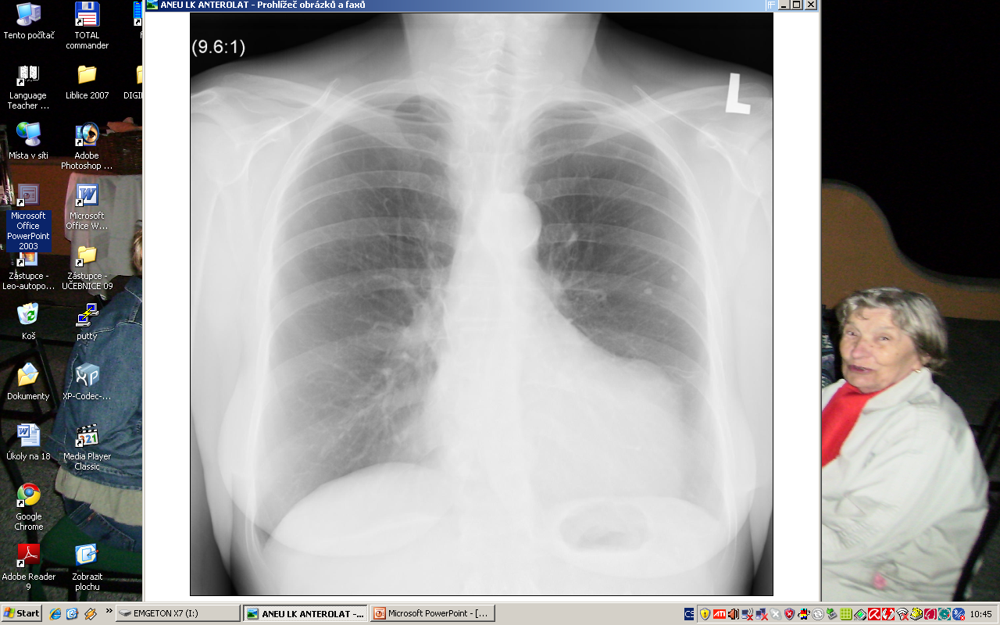 ANEU LK ANTEROLAT - Prohlížeč obrázků a faxů
(9.6:1)
L
Tento počítač
TOTAL
commander
Language
Teacher ...
Liblice 2007
Místa v síti
Adobe
Photoshop ...
Microsoft
Office
PowerPoint
2003
Microsoft
Office W...
Zástupce -
Leo-autopo...
Zástupce -
UČEBNICE 09
Koš
putty
Dokumenty
XP-Codec-...
Úkoly na 18
Media Player
Classic
Google
Chrome
Adobe Reader
9
Zobrazit
plochu
Start
»
EMGETON X7 (I:)
ANEU LK ANTEROLAT -...
Microsoft PowerPoint - [...
CS
ATI
10:45